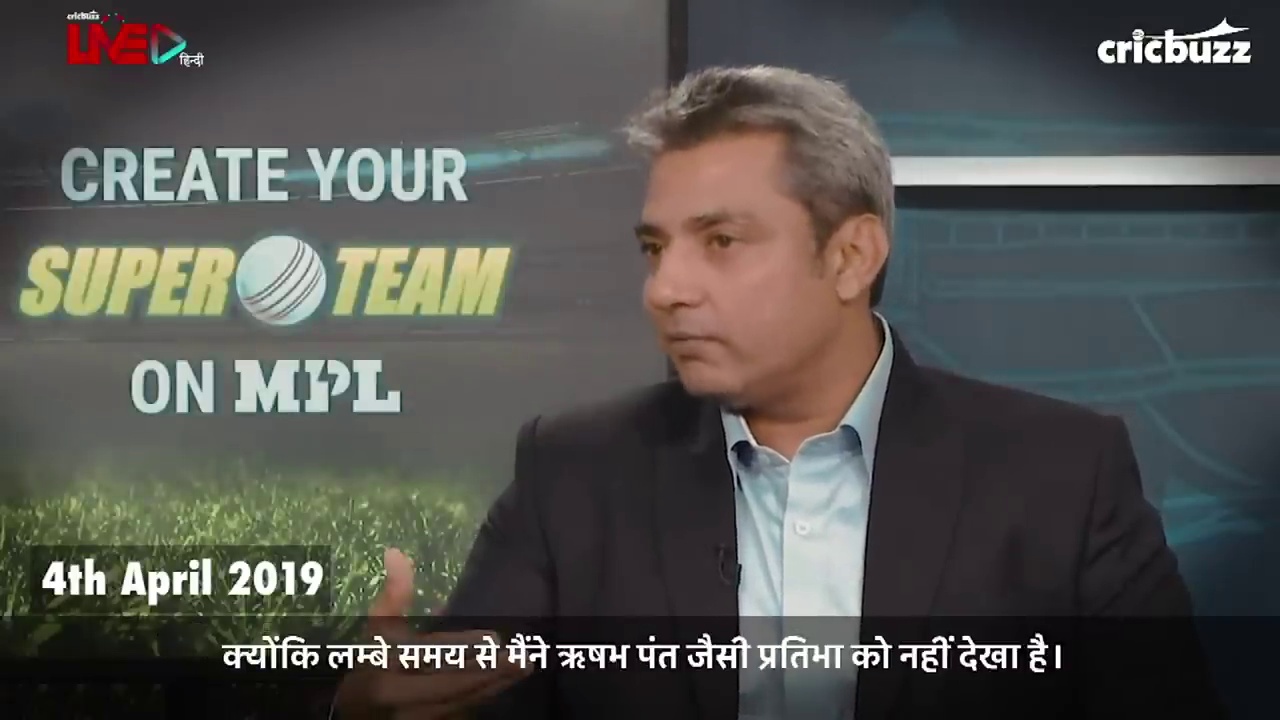 cricbuzz
LIVE
हिन्दी
cricbuzz
CREATE YOUR
SUPER TEAM
ON MPL
4th April 2019
क्योंकि लम्बे समय से मैंने ऋषभ पंत जैसी प्रतिभा को नहीं देखा है।